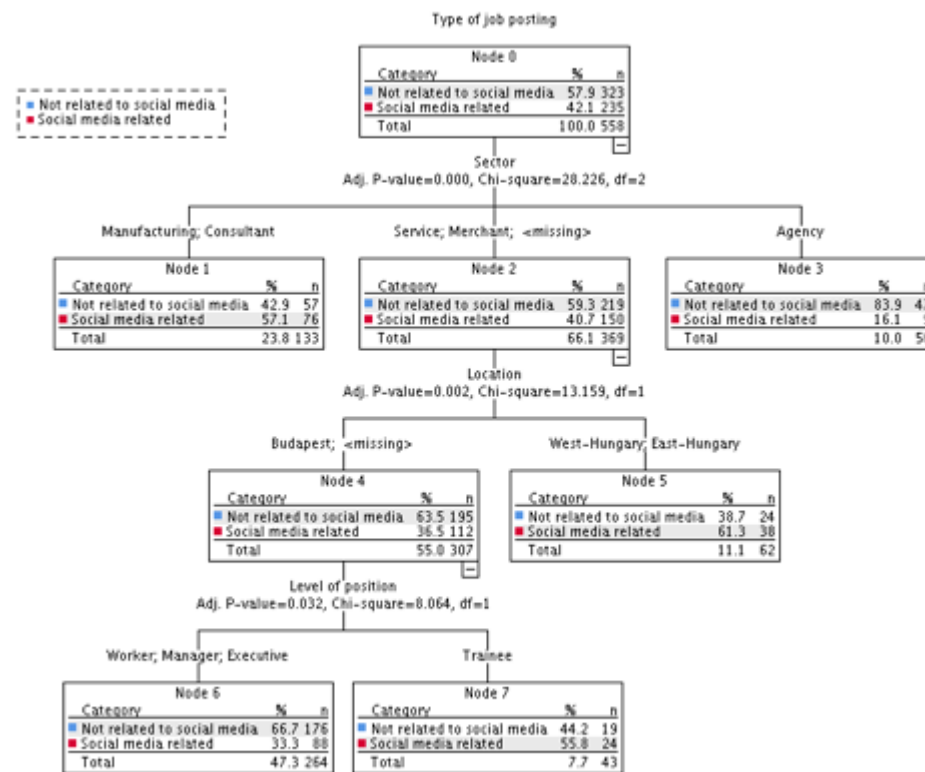 Type of job posting
Node 0
Category % n
Not related to social media 57.9 323
Social media related 42.1 235
Total 100.0 558
Not related to social media
Social media related
Sector
Adj. P-value=0.000, Chi-square=28.226, df=2
Manufacturing; Consultant
Service; Merchant; <missing>
Agency
Node 1
Category % n
Not related to social media 42.9 57
Social media related 57.1 76
Total 23.8 133
Node 2
Category % n
Not related to social media 59.3 219
Social media related 40.7 150
Total 66.1 369
Node 3
Category % n
Not related to social media 83.9
Social media related 16.1
Total 10.0
Location
Adj. P-value=0.002, Chi-square=13.159, df=1
Budapest; <missing>
West-Hungary; East-Hungary
Node 4
Category % n
Not related to social media 63.5 195
Social media related 36.5 112
Total 55.0 307
Node 5
Category % n
Not related to social media 38.7 24
Social media related 61.3 38
Total 11.1 62
Level of position
Adj. P-value=0.032, Chi-square=8.064, df=1
Worker; Manager; Executive
Trainee
Node 6
Category % n
Not related to social media 66.7 176
Social media related 33.3 88
Total 47.3 264
Node 7
Category % n
Not related to social media 44.2 19
Social media related 55.8 24
Total 7.7 43